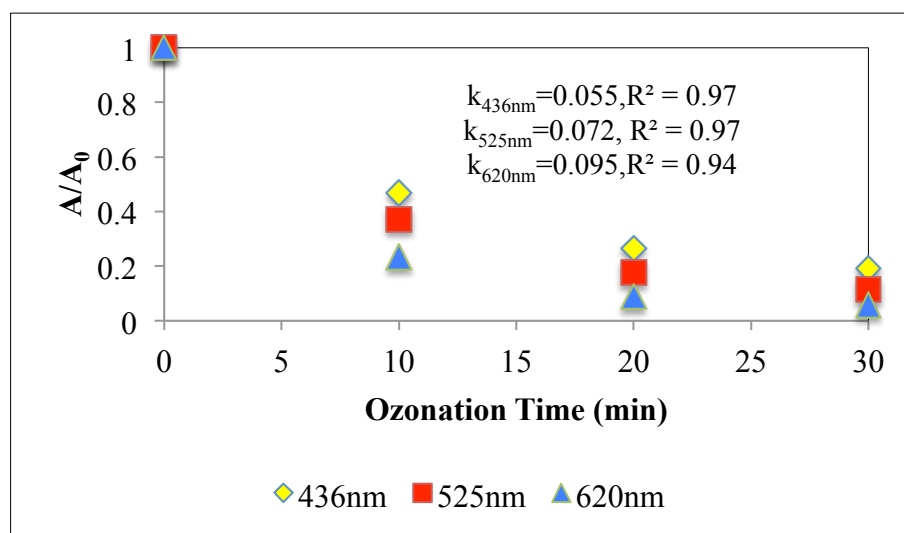 1
0.8
0.6
0.4
0.2
0
A/A₀
k₄₃₆ₙₘ=0.055,R² = 0.97
k₅₂₅ₙₘ=0.072, R² = 0.97
k₆₂₀ₙₘ=0.095,R² = 0.94
0 5 10 15 20 25 30
Ozonation Time (min)
436nm 525nm 620nm